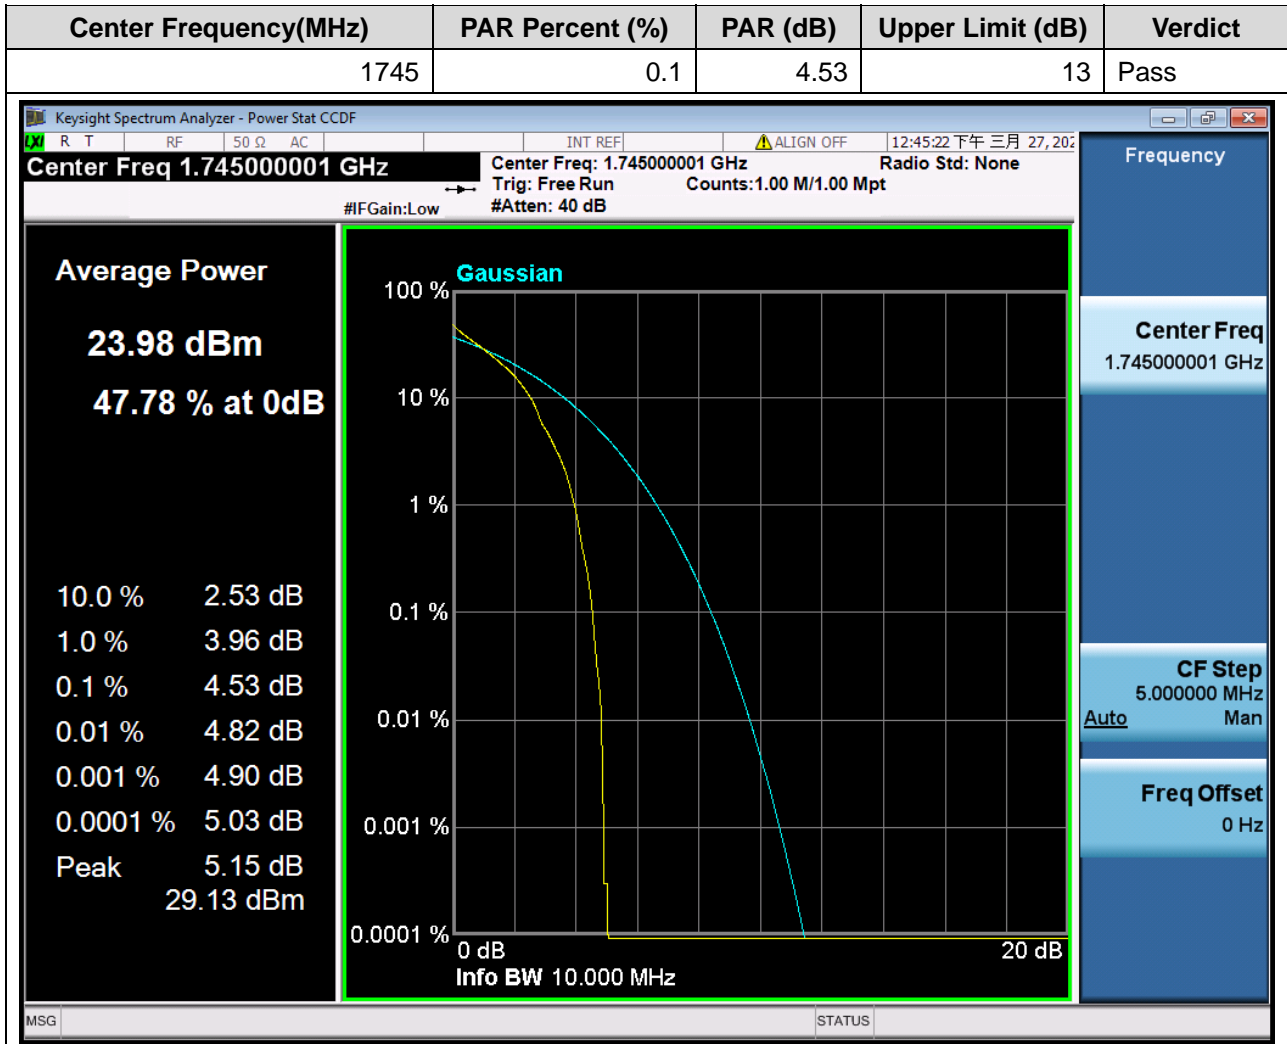 Center Frequency(MHz) PAR Percent (%) PAR (dB) Upper Limit (dB) Verdict
1745 0.1 4.53 13 Pass
Keysight Spectrum Analyzer - Power Stat CCDF
LXI R T RF 50 Ω AC INT REF ALIGN OFF 12:45:22 下午 三月 27, 202
Center Freq 1.745000001 GHz
Center Freq: 1.745000001 GHz Radio Std: None
Trig: Free Run Counts:1.00 M/1.00 Mpt
#IFGain:Low #Atten: 40 dB
Frequency
Average Power
23.98 dBm
47.78 % at 0dB
10.0 % 2.53 dB
1.0 % 3.96 dB
0.1 % 4.53 dB
0.01 % 4.82 dB
0.001 % 4.90 dB
0.0001 % 5.03 dB
Peak 5.15 dB
29.13 dBm
Gaussian
100 %
10 %
1 %
0.1 %
0.01 %
0.001 %
0.0001 %
0 dB 20 dB
Info BW 10.000 MHz
Center Freq
1.745000001 GHz
CF Step
5.000000 MHz
Auto Man
Freq Offset
0 Hz
MSG STATUS